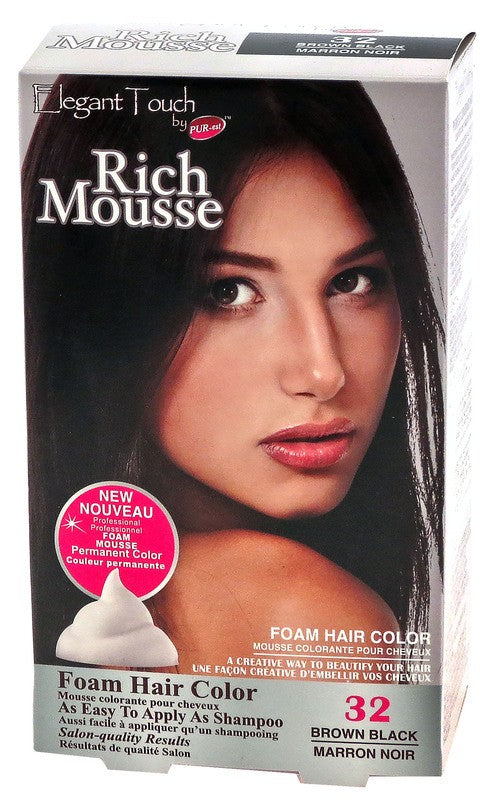 Rich Mousse
32
BROWN BLACK
MARRON NOIR
Elegant Touch
by PUR-est™
Rich
Mousse
NEW
NOUVEAU
Professional
Professionnel
FOAM
MOUSSE
Permanent Color
Couleur permanente
FOAM HAIR COLOR
MOUSSE COLORANTE POUR CHEVEUX
A CREATIVE WAY TO BEAUTIFY YOUR HAIR
UNE FAÇON CRÉATIVE D'EMBELLIR VOS CHEVEUX
Foam Hair Color
Mousse colorante pour cheveux
As Easy To Apply As Shampoo
Aussi facile à appliquer qu'un shampooing
Salon-quality Results
Résultats de qualité Salon
32
BROWN BLACK
MARRON NOIR